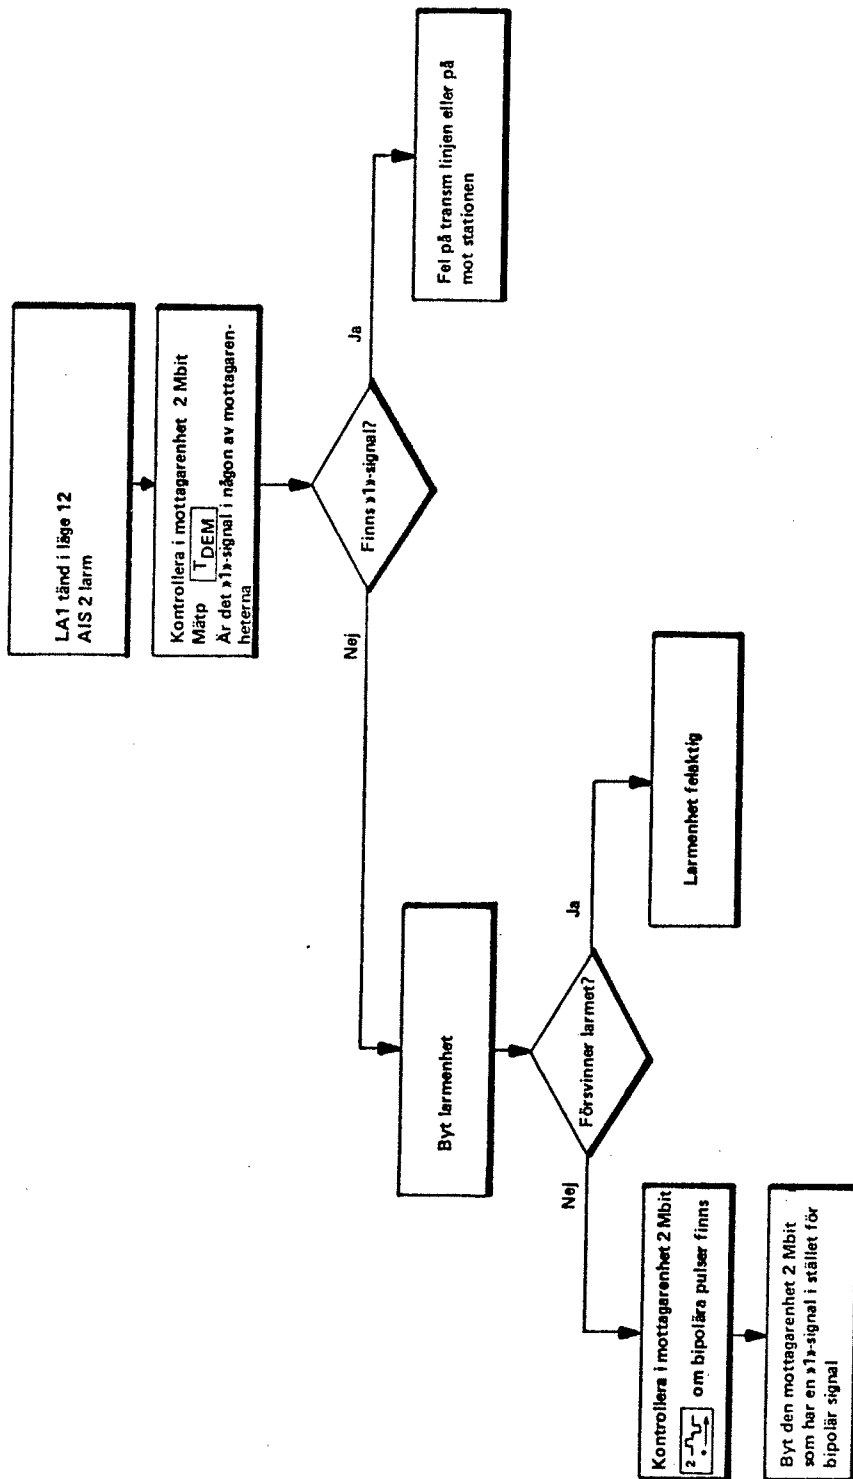 LA1 tänd i läge 12
AIS 2 larm
Kontrollera i mottagarenhet 2 Mbit
Mätp TDEM
Är det »1»-signal i någon av mottagaren-
heterna
Finns »1»-signal?
Ja
Fel på transm linjen eller på
mot stationen
Nej
Byt larmenhet
Försvinner larmet?
Ja
Larmenhet felaktig
Nej
Kontrollera i mottagarenhet 2 Mbit
2 om bipolära pulser finns
Byt den mottagarenhet 2 Mbit
som har en »1»-signal i stället för
bipolär signal